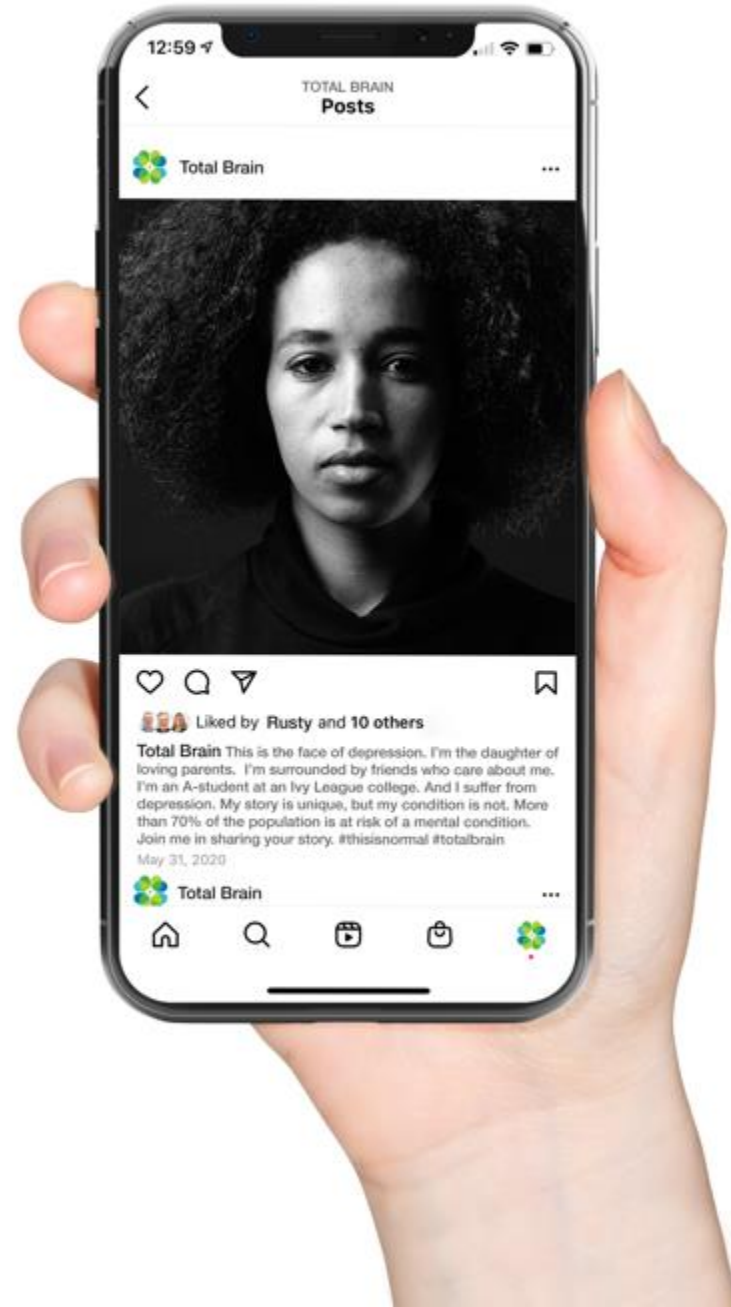 12:59
TOTAL BRAIN
Posts
Total Brain
Liked by Rusty and 10 others
Total Brain This is the face of depression. I'm the daughter of
loving parents. I'm surrounded by friends who care about me.
I'm an A-student at an Ivy League college. And I suffer from
depression. My story is unique, but my condition is not. More
than 70% of the population is at risk of a mental condition.
Join me in sharing your story. #thisisnormal #totalbrain
May 31, 2020
Total Brain